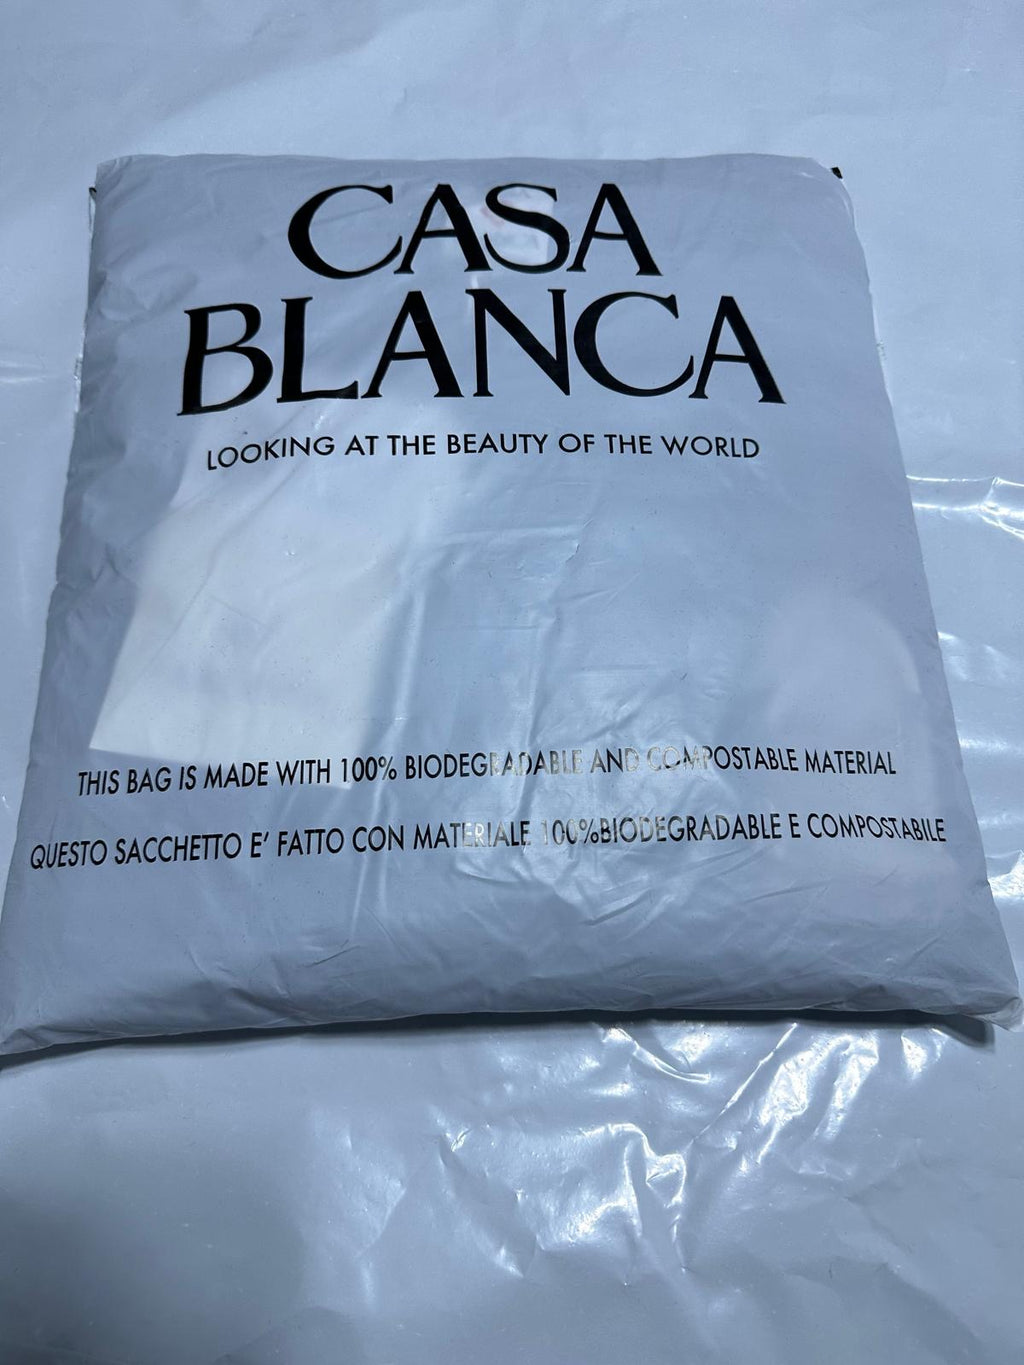 CASA
BLANCA
LOOKING AT THE BEAUTY OF THE WORLD
THIS BAG IS MADE WITH 100% BIODEGRADABLE AND COMPOSTABLE MATERIAL
QUESTO SACCHETTO E' FATTO CON MATERIALE 100%BIODEGRADABLE E COMPOSTABILE